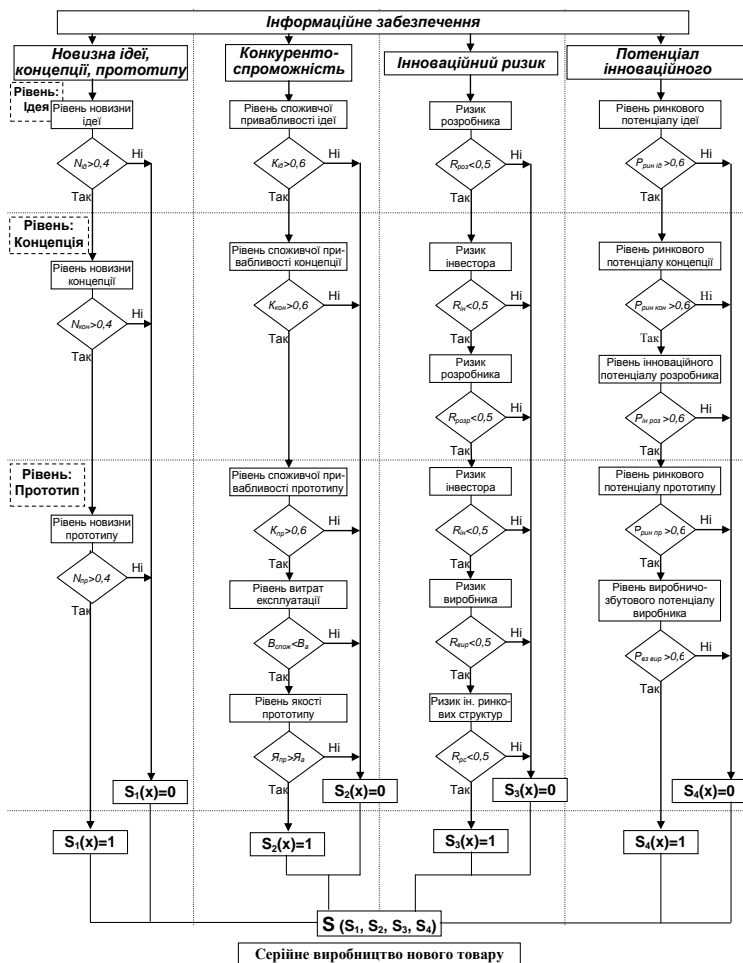 Інформаційне забезпечення
Новизна ідеї,
концепції, прототипу
Конкуренто-
спроможність
Інноваційний ризик
Потенціал
інноваційного
Рівень:
Ідея
Рівень новизни
ідеї
Nід>0,4
Ні
Так
Рівень споживчої
привабливості ідеї
Кід>0,6
Ні
Так
Ризик
розробника
Rроз<0,5
Ні
Так
Рівень ринкового
потенціалу ідеї
Pрин ід >0,6
Ні
Так
Рівень:
Концепція
Рівень новизни
концепції
Nкон>0,4
Ні
Так
Рівень споживчої при-
вабливості концепції
Ккон>0,6
Ні
Так
Ризик
інвестора
Rін<0,5
Ні
Так
Ризик
розробника
Rрозр<0,5
Ні
Так
Рівень ринкового
потенціалу концепції
Pрин кон >0,6
Ні
Так
Рівень інноваційного
потенціалу розробника
Pін роз >0,6
Ні
Так
Рівень:
Прототип
Рівень новизни
прототипу
Nпр>0,4
Ні
Так
Рівень споживчої при-
вабливості прототипу
Кпр>0,6
Ні
Так
Рівень витрат
експлуатації
Вспож<Ва
Ні
Так
Рівень якості
прототипу
Япр>Яа
Ні
Так
Ризик
інвестора
Rін<0,5
Ні
Так
Ризик
виробника
Rвир<0,5
Ні
Так
Ризик ін. ринко-
вих структур
Rрс<0,5
Ні
Так
Рівень ринкового
потенціалу прототипу
Pрин пр >0,6
Ні
Так
Рівень виробничо-
збутового потенціалу
виробника
Pвз вир >0,6
Ні
Так
S1(x)=0
S2(x)=0
S3(x)=0
S4(x)=0
S1(x)=1
S2(x)=1
S3(x)=1
S4(x)=1
S (S1, S2, S3, S4)
Серійне виробництво нового товару